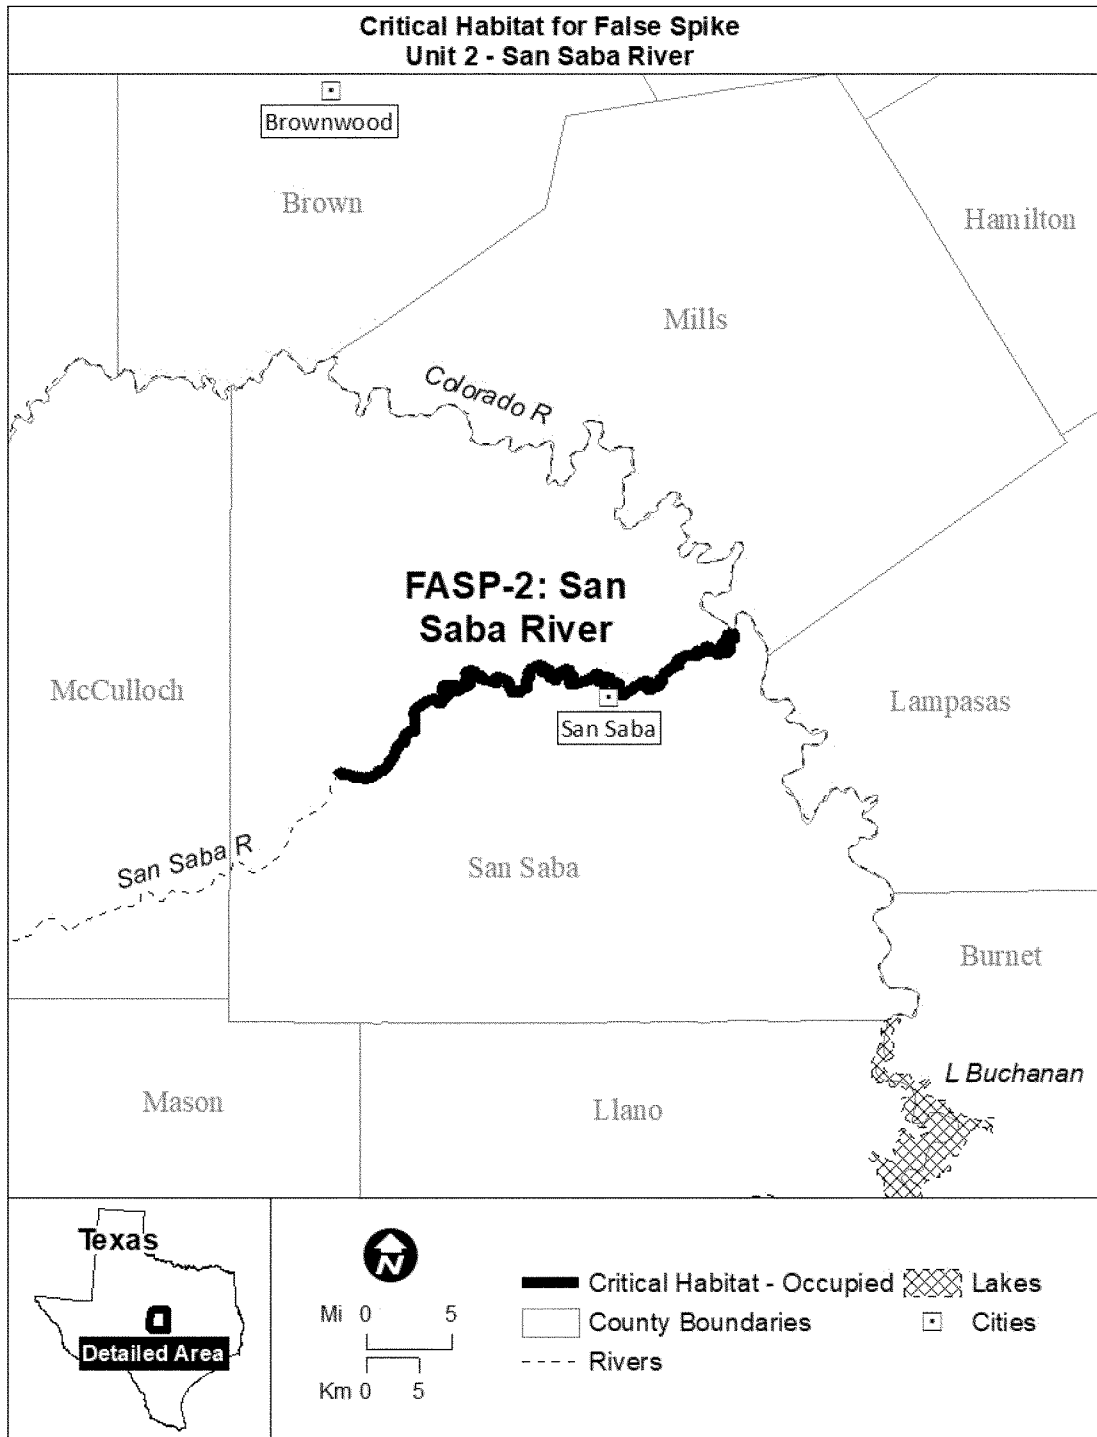 Critical Habitat for False Spike
Unit 2 - San Saba River
Brownwood
Brown
Hamilton
Mills
Colorado R
FASP-2: San
Saba River
McCulloch
Lampasas
San Saba
San Saba R
San Saba
Burnet
L Buchanan
Mason
Llano
Texas
Detailed Area
N
Mi 0 5
Km 0 5
Critical Habitat - Occupied
County Boundaries
Rivers
Lakes
Cities